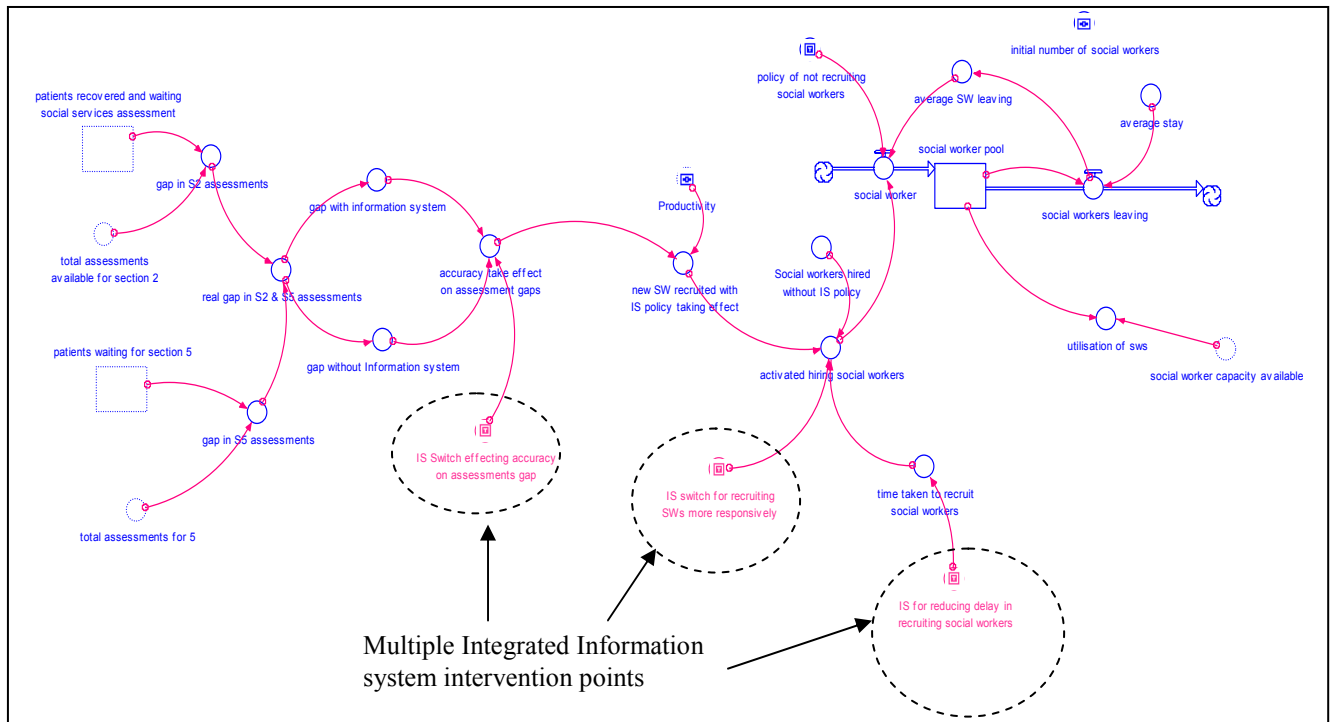 initial number of social workers
policy of not recruiting
social workers
average SW leaving
average stay
patients recovered and waiting
social services assessment
gap in S2 assessments
social worker pool
social worker
social workers leaving
gap with information system
Productivity
total assessments
available for section 2
real gap in S2 & S5 assessments
accuracy take effect
on assessment gaps
new SW recruited with
IS policy taking effect
Social workers hired
without IS policy
patients waiting for section 5
gap without Information system
activated hiring social workers
utilisation of sws
social worker capacity available
gap in S5 assessments
IS Switch effecting accuracy
on assessments gap
IS switch for recruiting
SWs more responsively
time taken to recruit
social workers
total assessments for 5
IS for reducing delay in
recruiting social workers
Multiple Integrated Information
system intervention points